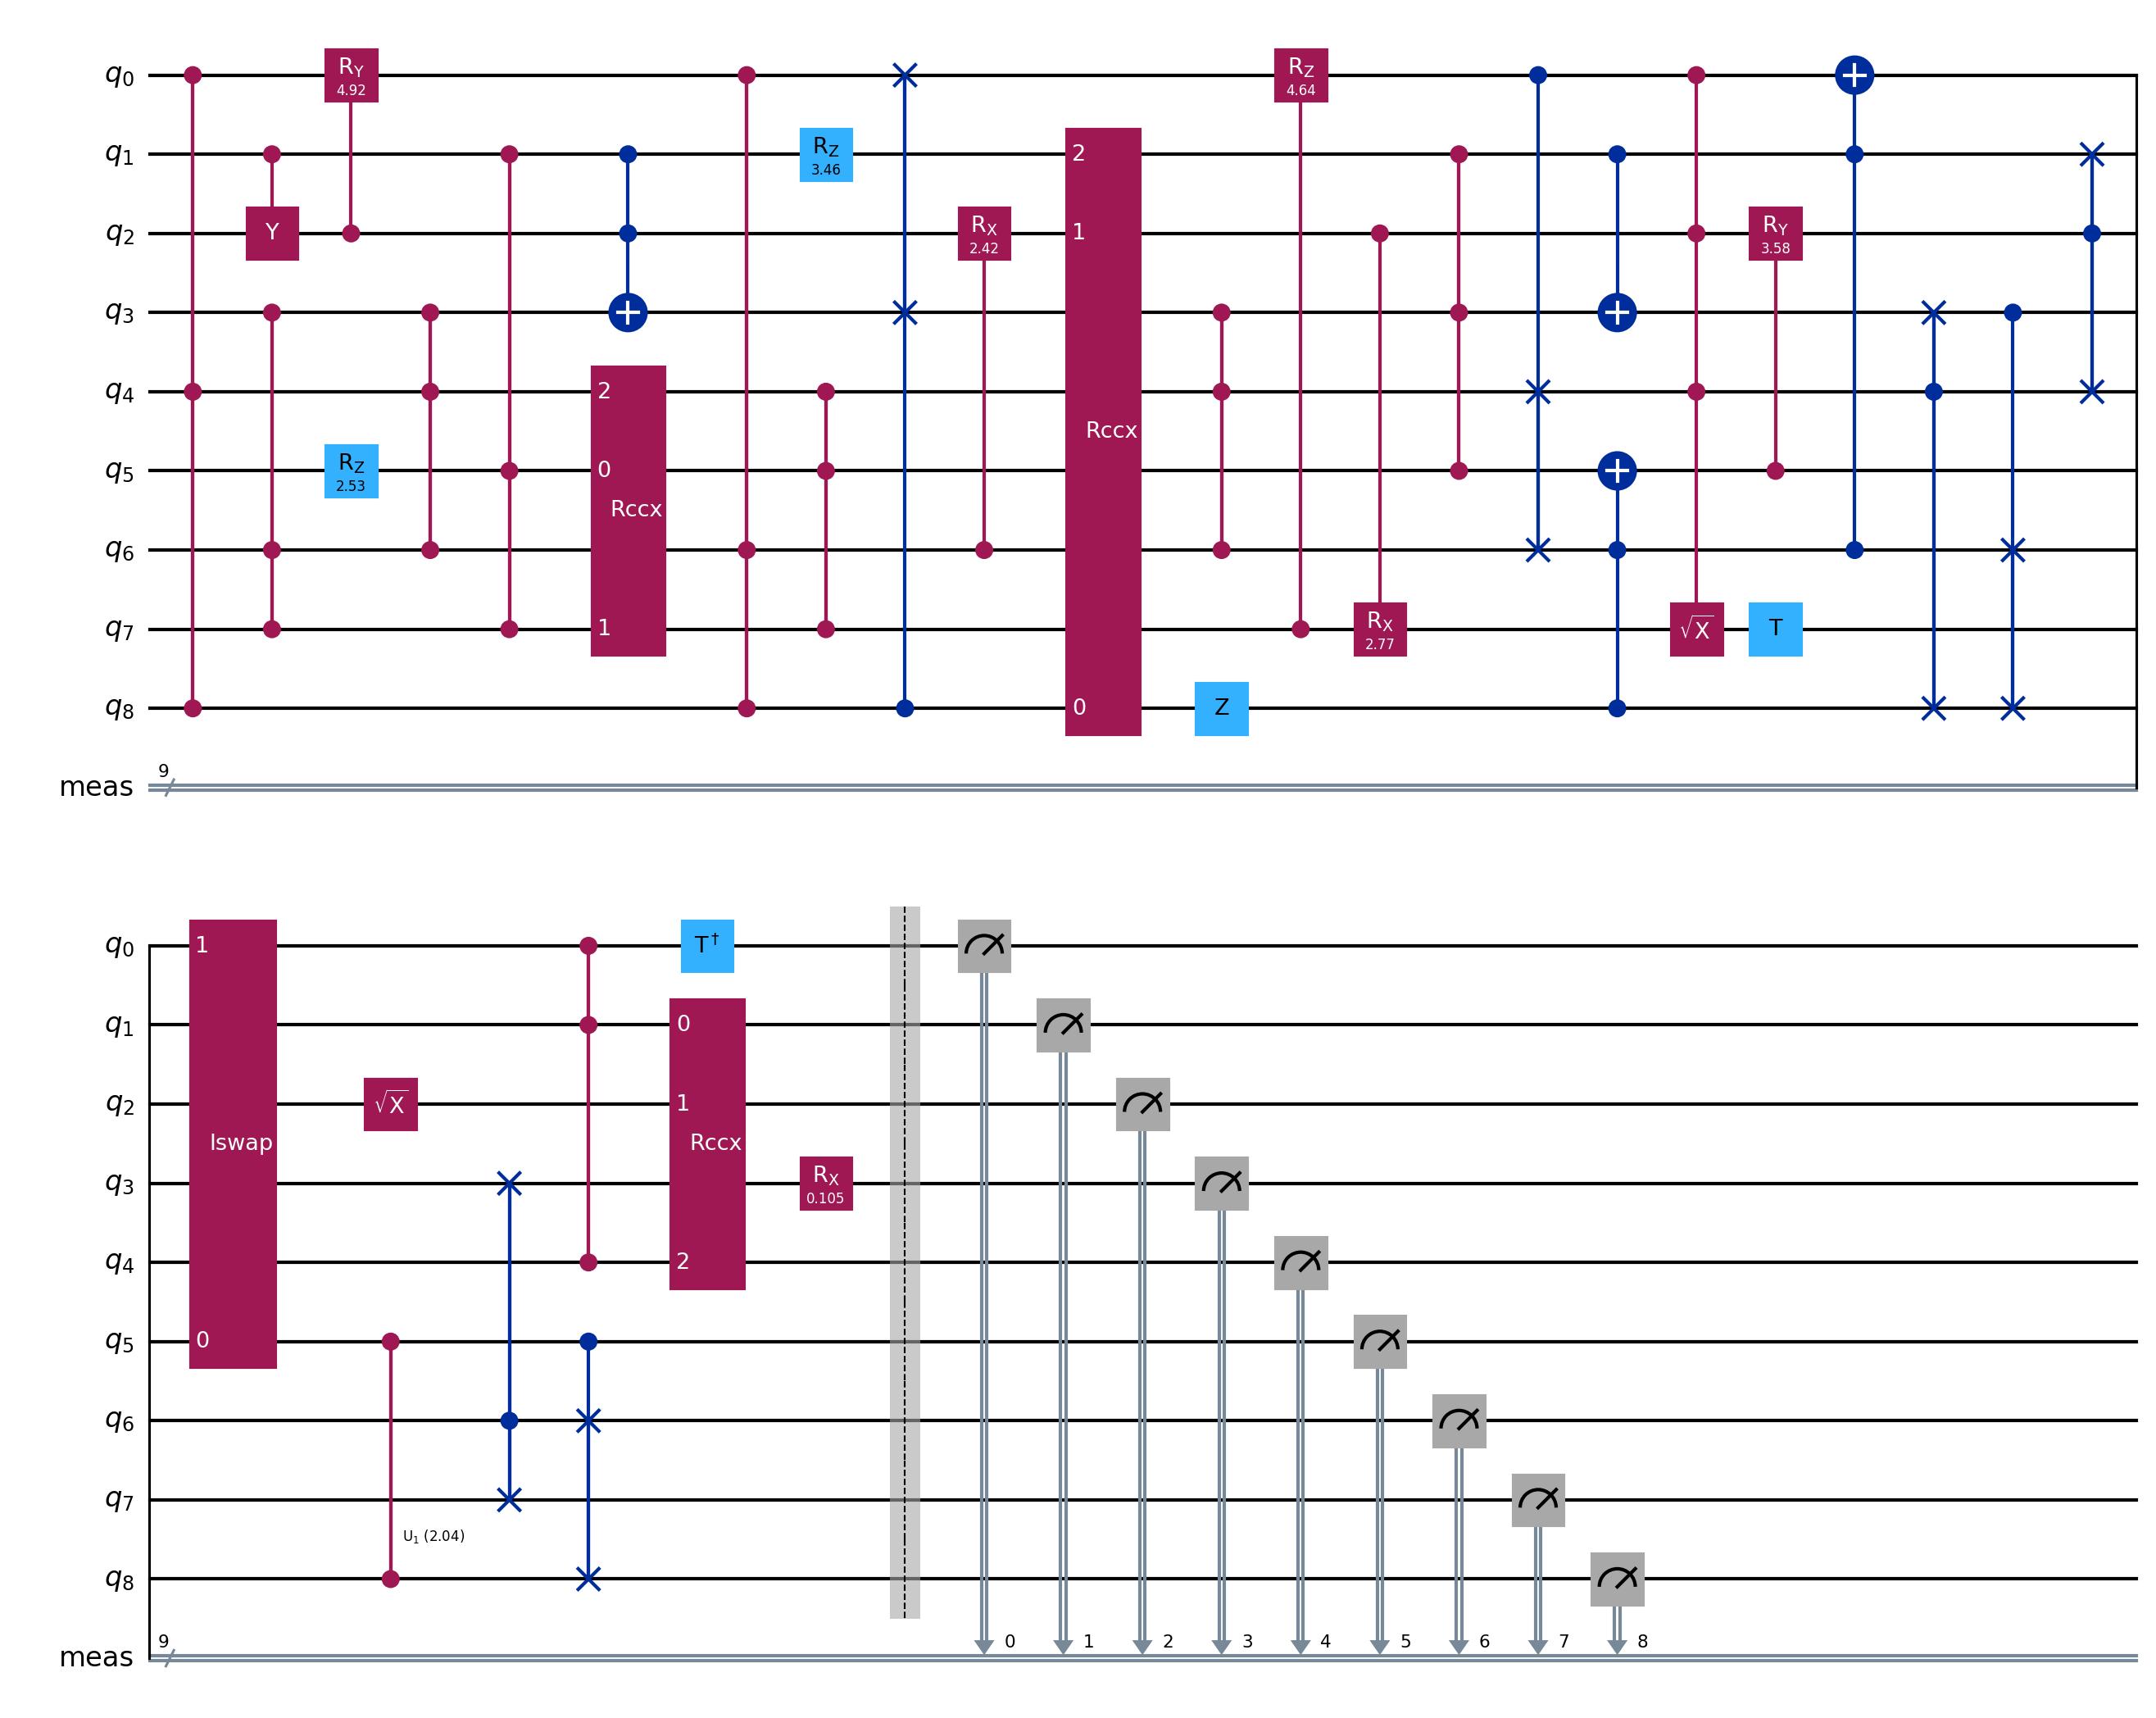 q0 RY 4.92 RZ 4.64
q1 RZ 3.46 2
q2 Y RX 2.42 1 RY 3.58
q3
q4 2 Rccx
q5 RZ 2.53 0
Rccx
q6
q7 1 RX 2.77 √X T
q8 0 Z
meas 9
q0 1 T†
q1 0
q2 √X 1
Iswap Rccx
q3 RX 0.105
q4 2
q5 0
q6
q7
U1 (2.04)
q8
meas 9 0 1 2 3 4 5 6 7 8